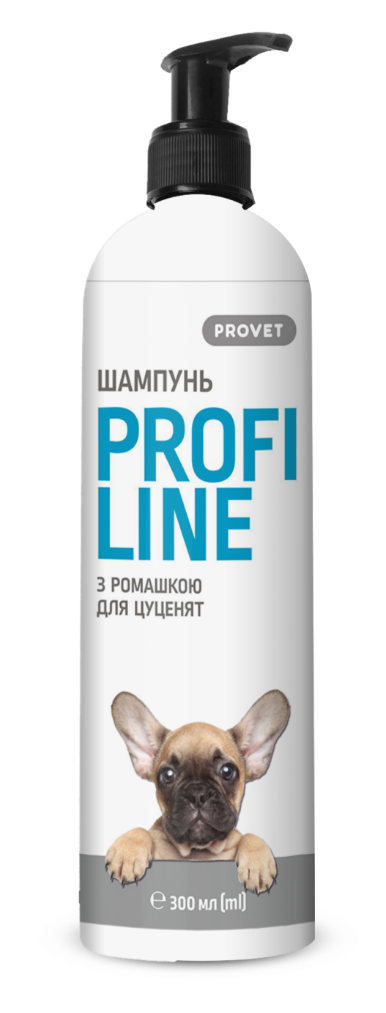 PROVET
ШАМПУНЬ
PROFI
LINE
З РОМАШКОЮ
ДЛЯ ЦУЦЕНЯТ
℮ 300 мл (ml)